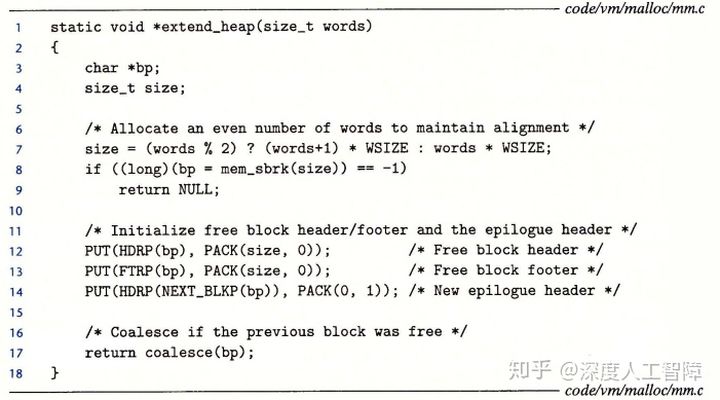 code/vm/malloc/mm.c
1 static void *extend_heap(size_t words)
2 {
3     char *bp;
4     size_t size;
5
6     /* Allocate an even number of words to maintain alignment */
7     size = (words % 2) ? (words+1) * WSIZE : words * WSIZE;
8     if ((long)(bp = mem_sbrk(size)) == -1)
9         return NULL;
10
11     /* Initialize free block header/footer and the epilogue header */
12     PUT(HDRP(bp), PACK(size, 0));         /* Free block header */
13     PUT(FTRP(bp), PACK(size, 0));         /* Free block footer */
14     PUT(HDRP(NEXT_BLKP(bp)), PACK(0, 1)); /* New epilogue header */
15
16     /* Coalesce if the previous block was free */
17     return coalesce(bp);
18 }
知乎 @深度人工智障
code/vm/malloc/mm.c